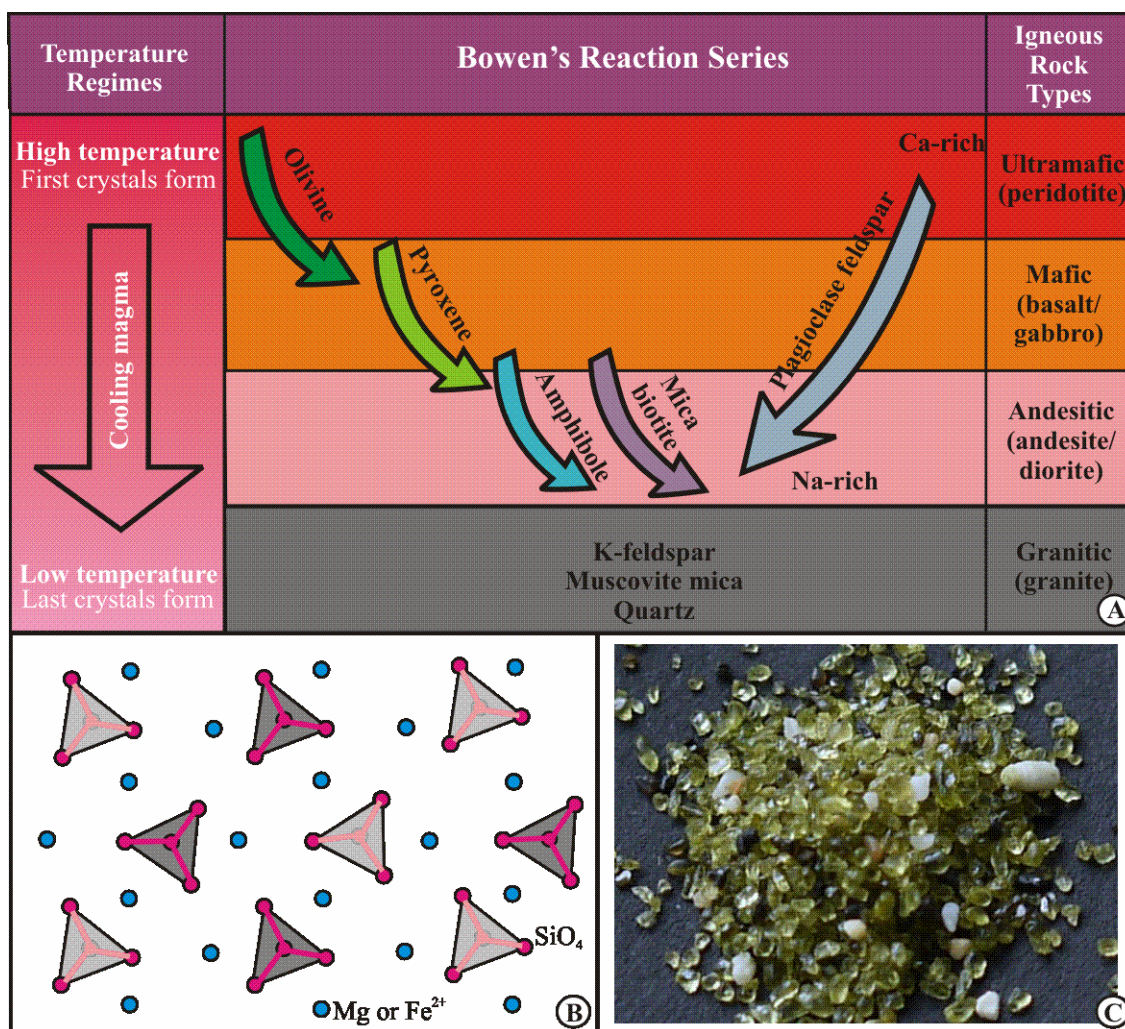 Temperature
Regimes
Bowen's Reaction Series
Igneous
Rock
Types
High temperature
First crystals form
Cooling magma
Low temperature
Last crystals form
Olivine
Pyroxene
Amphibole
Mica
biotite
Plagioclase feldspar
Ca-rich
Na-rich
K-feldspar
Muscovite mica
Quartz
Ultramafic
(peridotite)
Mafic
(basalt/
gabbro)
Andesitic
(andesite/
diorite)
Granitic
(granite)
A
SiO₄
Mg or Fe²⁺
B
C